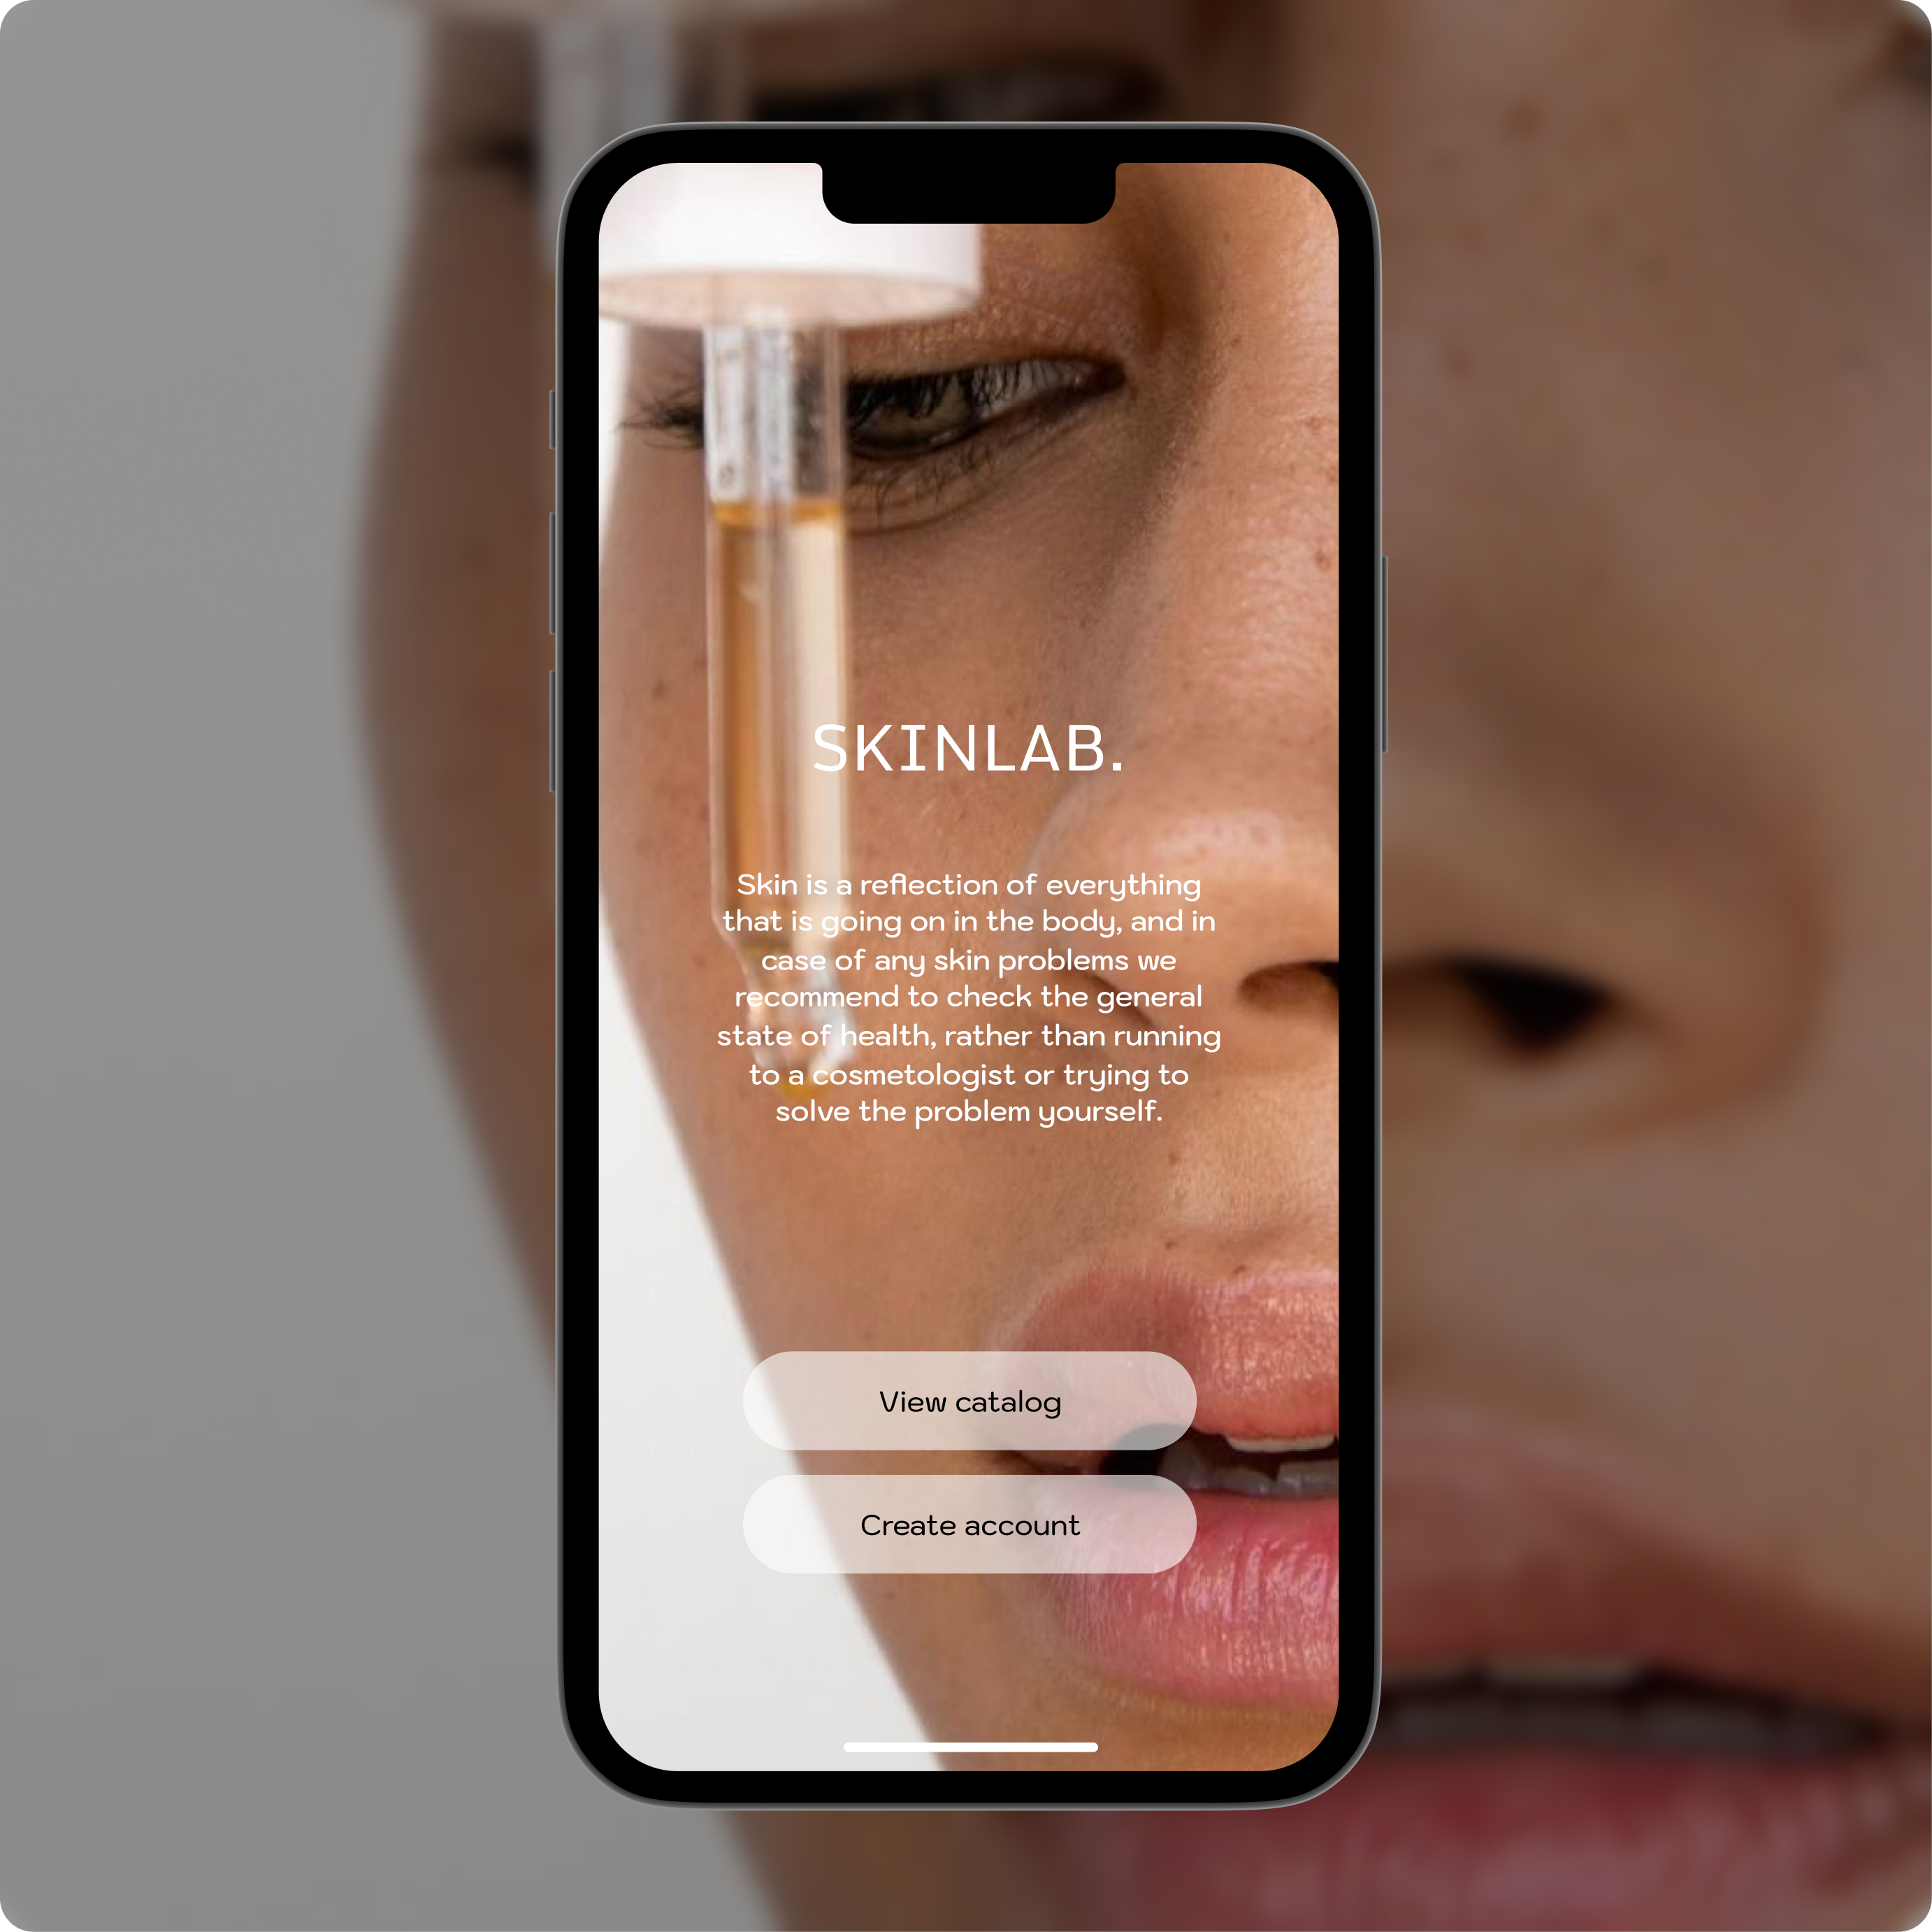 SKINLAB.
Skin is a reflection of everything
that is going on in the body, and in
case of any skin problems we
recommend to check the general
state of health, rather than running
to a cosmetologist or trying to
solve the problem yourself.
View catalog
Create account